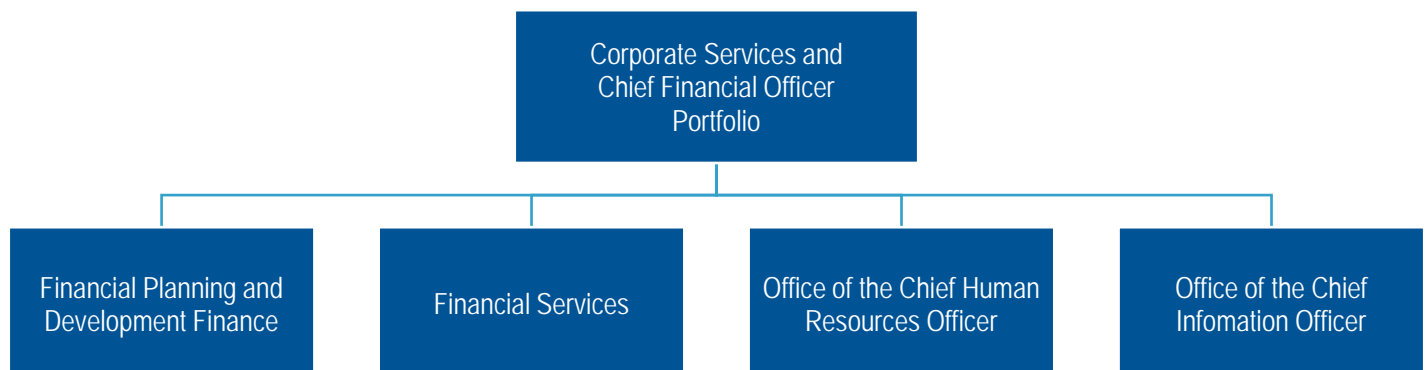 Corporate Services and
Chief Financial Officer
Portfolio
Financial Planning and
Development Finance
Financial Services
Office of the Chief Human
Resources Officer
Office of the Chief
Infomation Officer